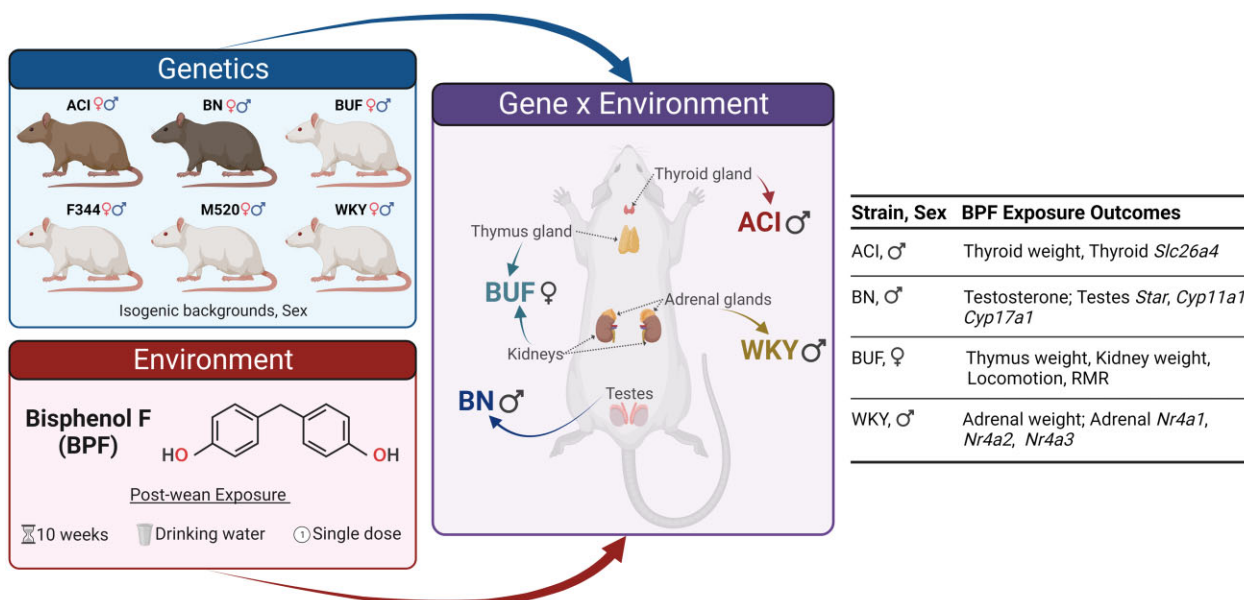 Genetics
ACI ♀♂
BN ♀♂
BUF ♀♂
F344 ♀♂
M520 ♀♂
WKY ♀♂
Isogenic backgrounds, Sex
Environment
Bisphenol F
(BPF)
HO
OH
Post-wean Exposure
10 weeks
Drinking water
1 Single dose
Gene x Environment
Thyroid gland
ACI ♂
Thymus gland
BUF ♀
Adrenal glands
Kidneys
WKY ♂
BN ♂
Testes
Strain, Sex BPF Exposure Outcomes
ACI, ♂ Thyroid weight, Thyroid Slc26a4
BN, ♂ Testosterone; Testes Star, Cyp11a1
Cyp17a1
BUF, ♀ Thymus weight, Kidney weight,
Locomotion, RMR
WKY, ♂ Adrenal weight; Adrenal Nr4a1,
Nr4a2, Nr4a3